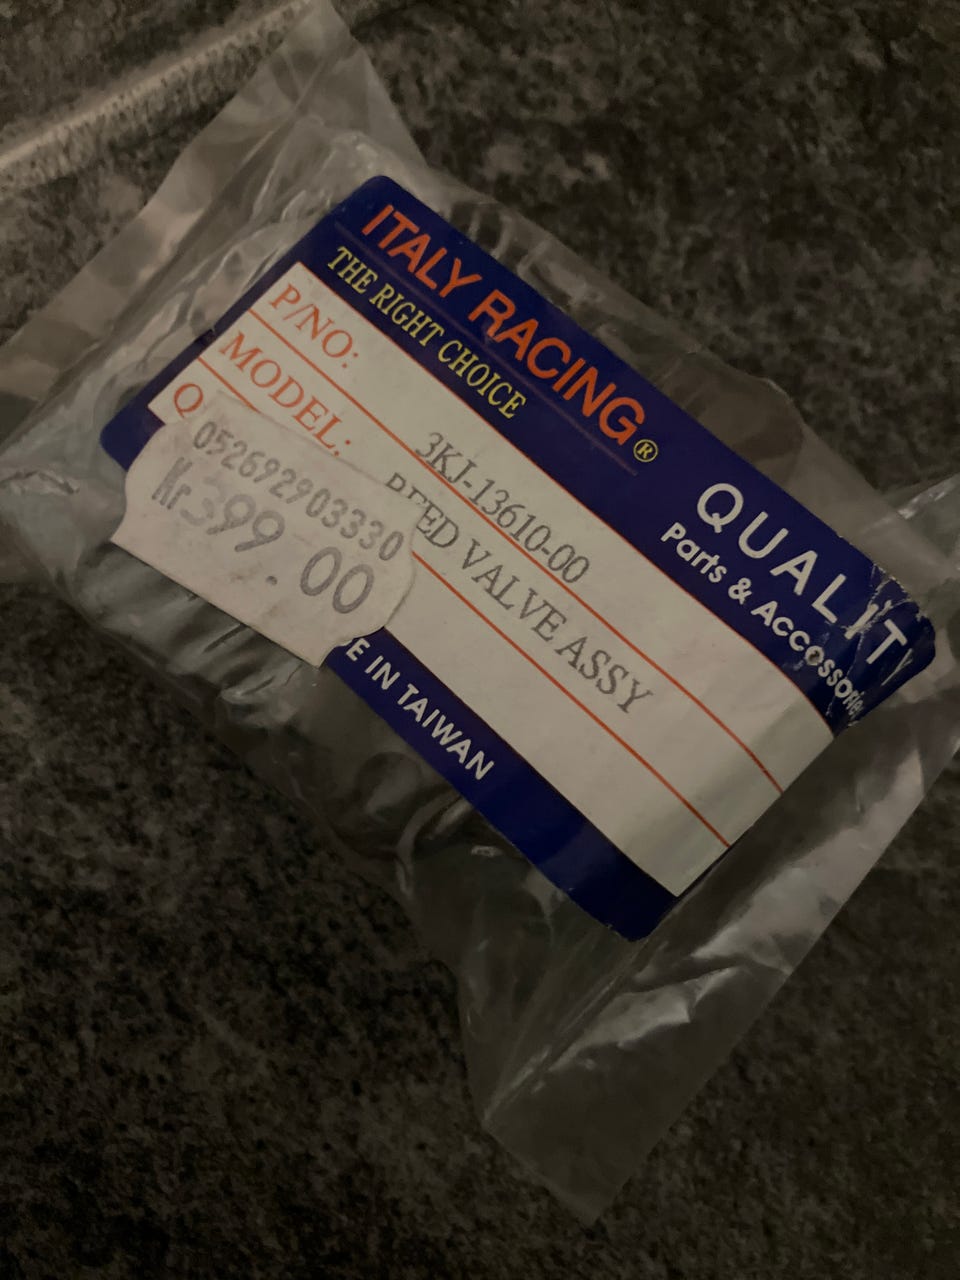 ITALY RACING®
THE RIGHT CHOICE
QUALITY
Parts & Accessories
P/NO: 3KJ-13610-00
MODEL: REED VALVE ASSY
Q
052692903330
Kr399.00
E IN TAIWAN